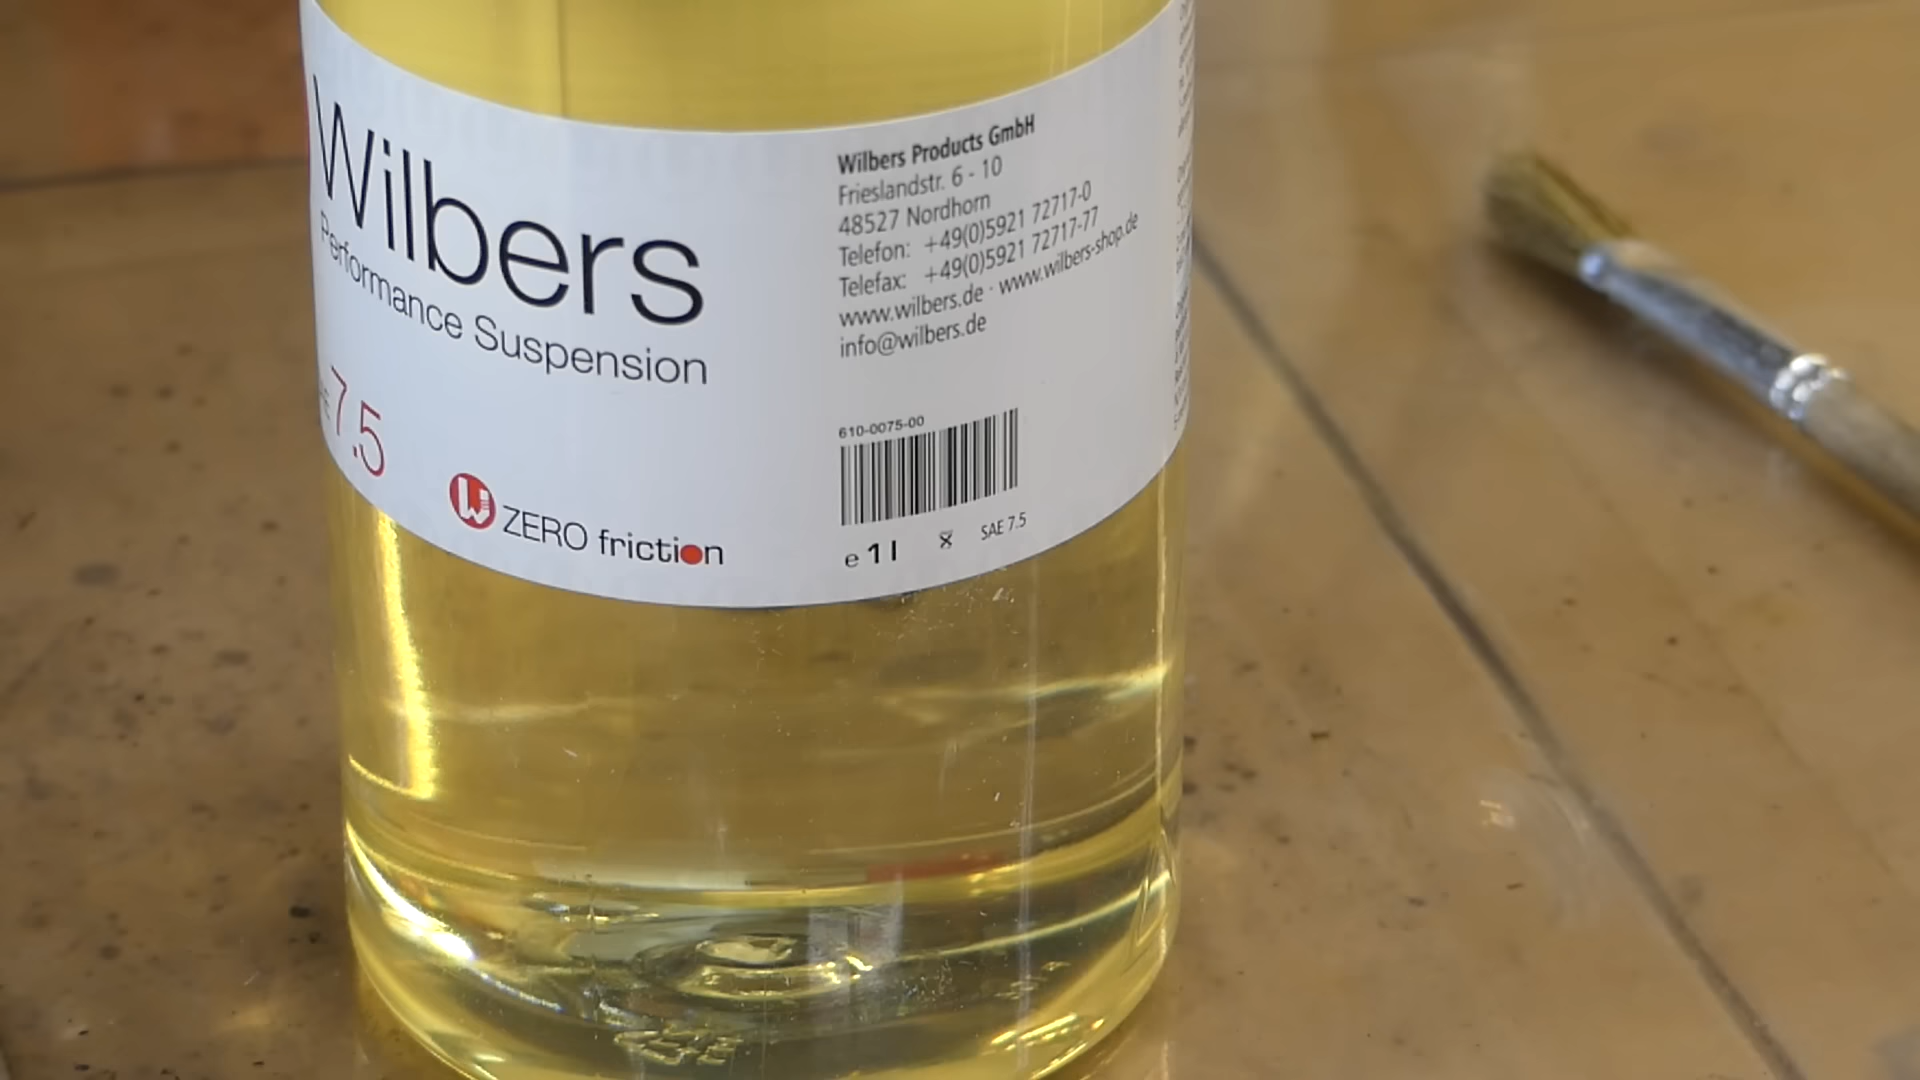 Wilbers
Performance Suspension
7.5
ZERO friction
Wilbers Products GmbH
Frieslandstr. 6 - 10
48527 Nordhorn
Telefon: +49(0)5921 72717-0
Telefax: +49(0)5921 72717-77
www.wilbers.de · www.wilbers-shop.de
info@wilbers.de
610-0075-00
e 1 l
SAE 7.5